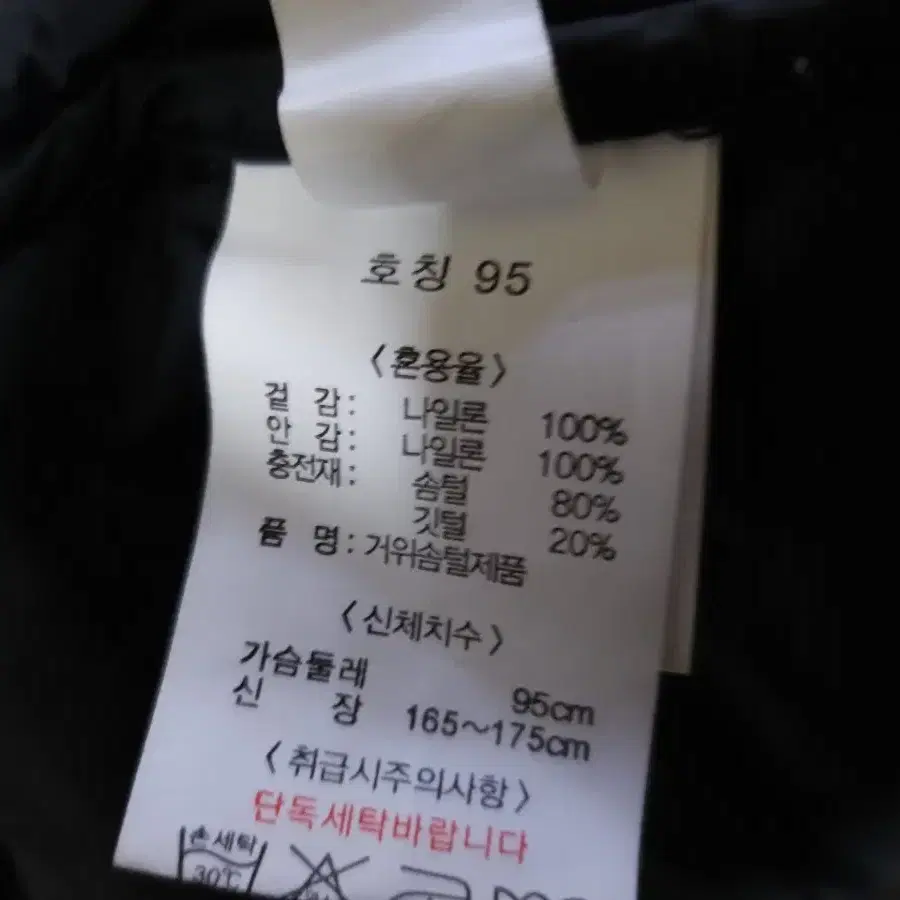 호칭 95
〈혼용율〉
겉 감: 나일론 100%
안 감: 나일론 100%
충전재: 솜털 80%
깃털 20%
품 명: 거위솜털제품
〈신체치수〉
가슴둘레 95cm
신 장 165~175cm
〈취급시주의사항〉
단독세탁바랍니다
손세탁
30℃